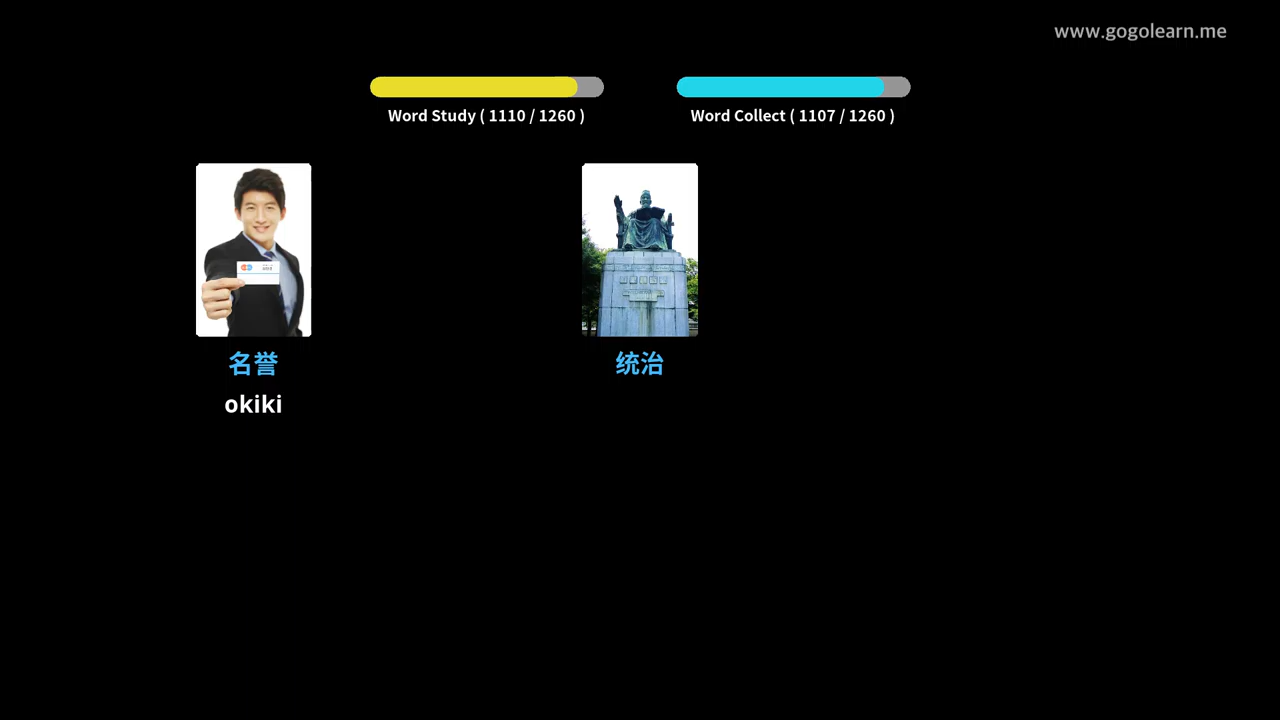 www.gogolearn.me
Word Study ( 1110 / 1260 )
Word Collect ( 1107 / 1260 )
名誉
统治
okiki